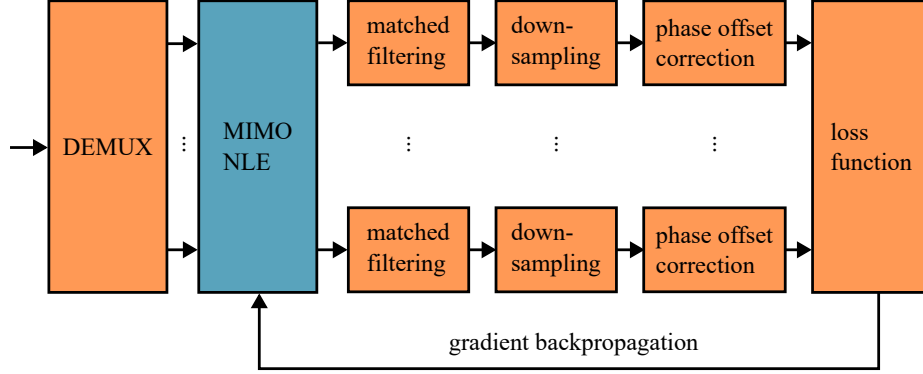 matched
filtering
down-
sampling
phase offset
correction
DEMUX
...
MIMO
NLE
...
...
...
loss
function
matched
filtering
down-
sampling
phase offset
correction
gradient backpropagation